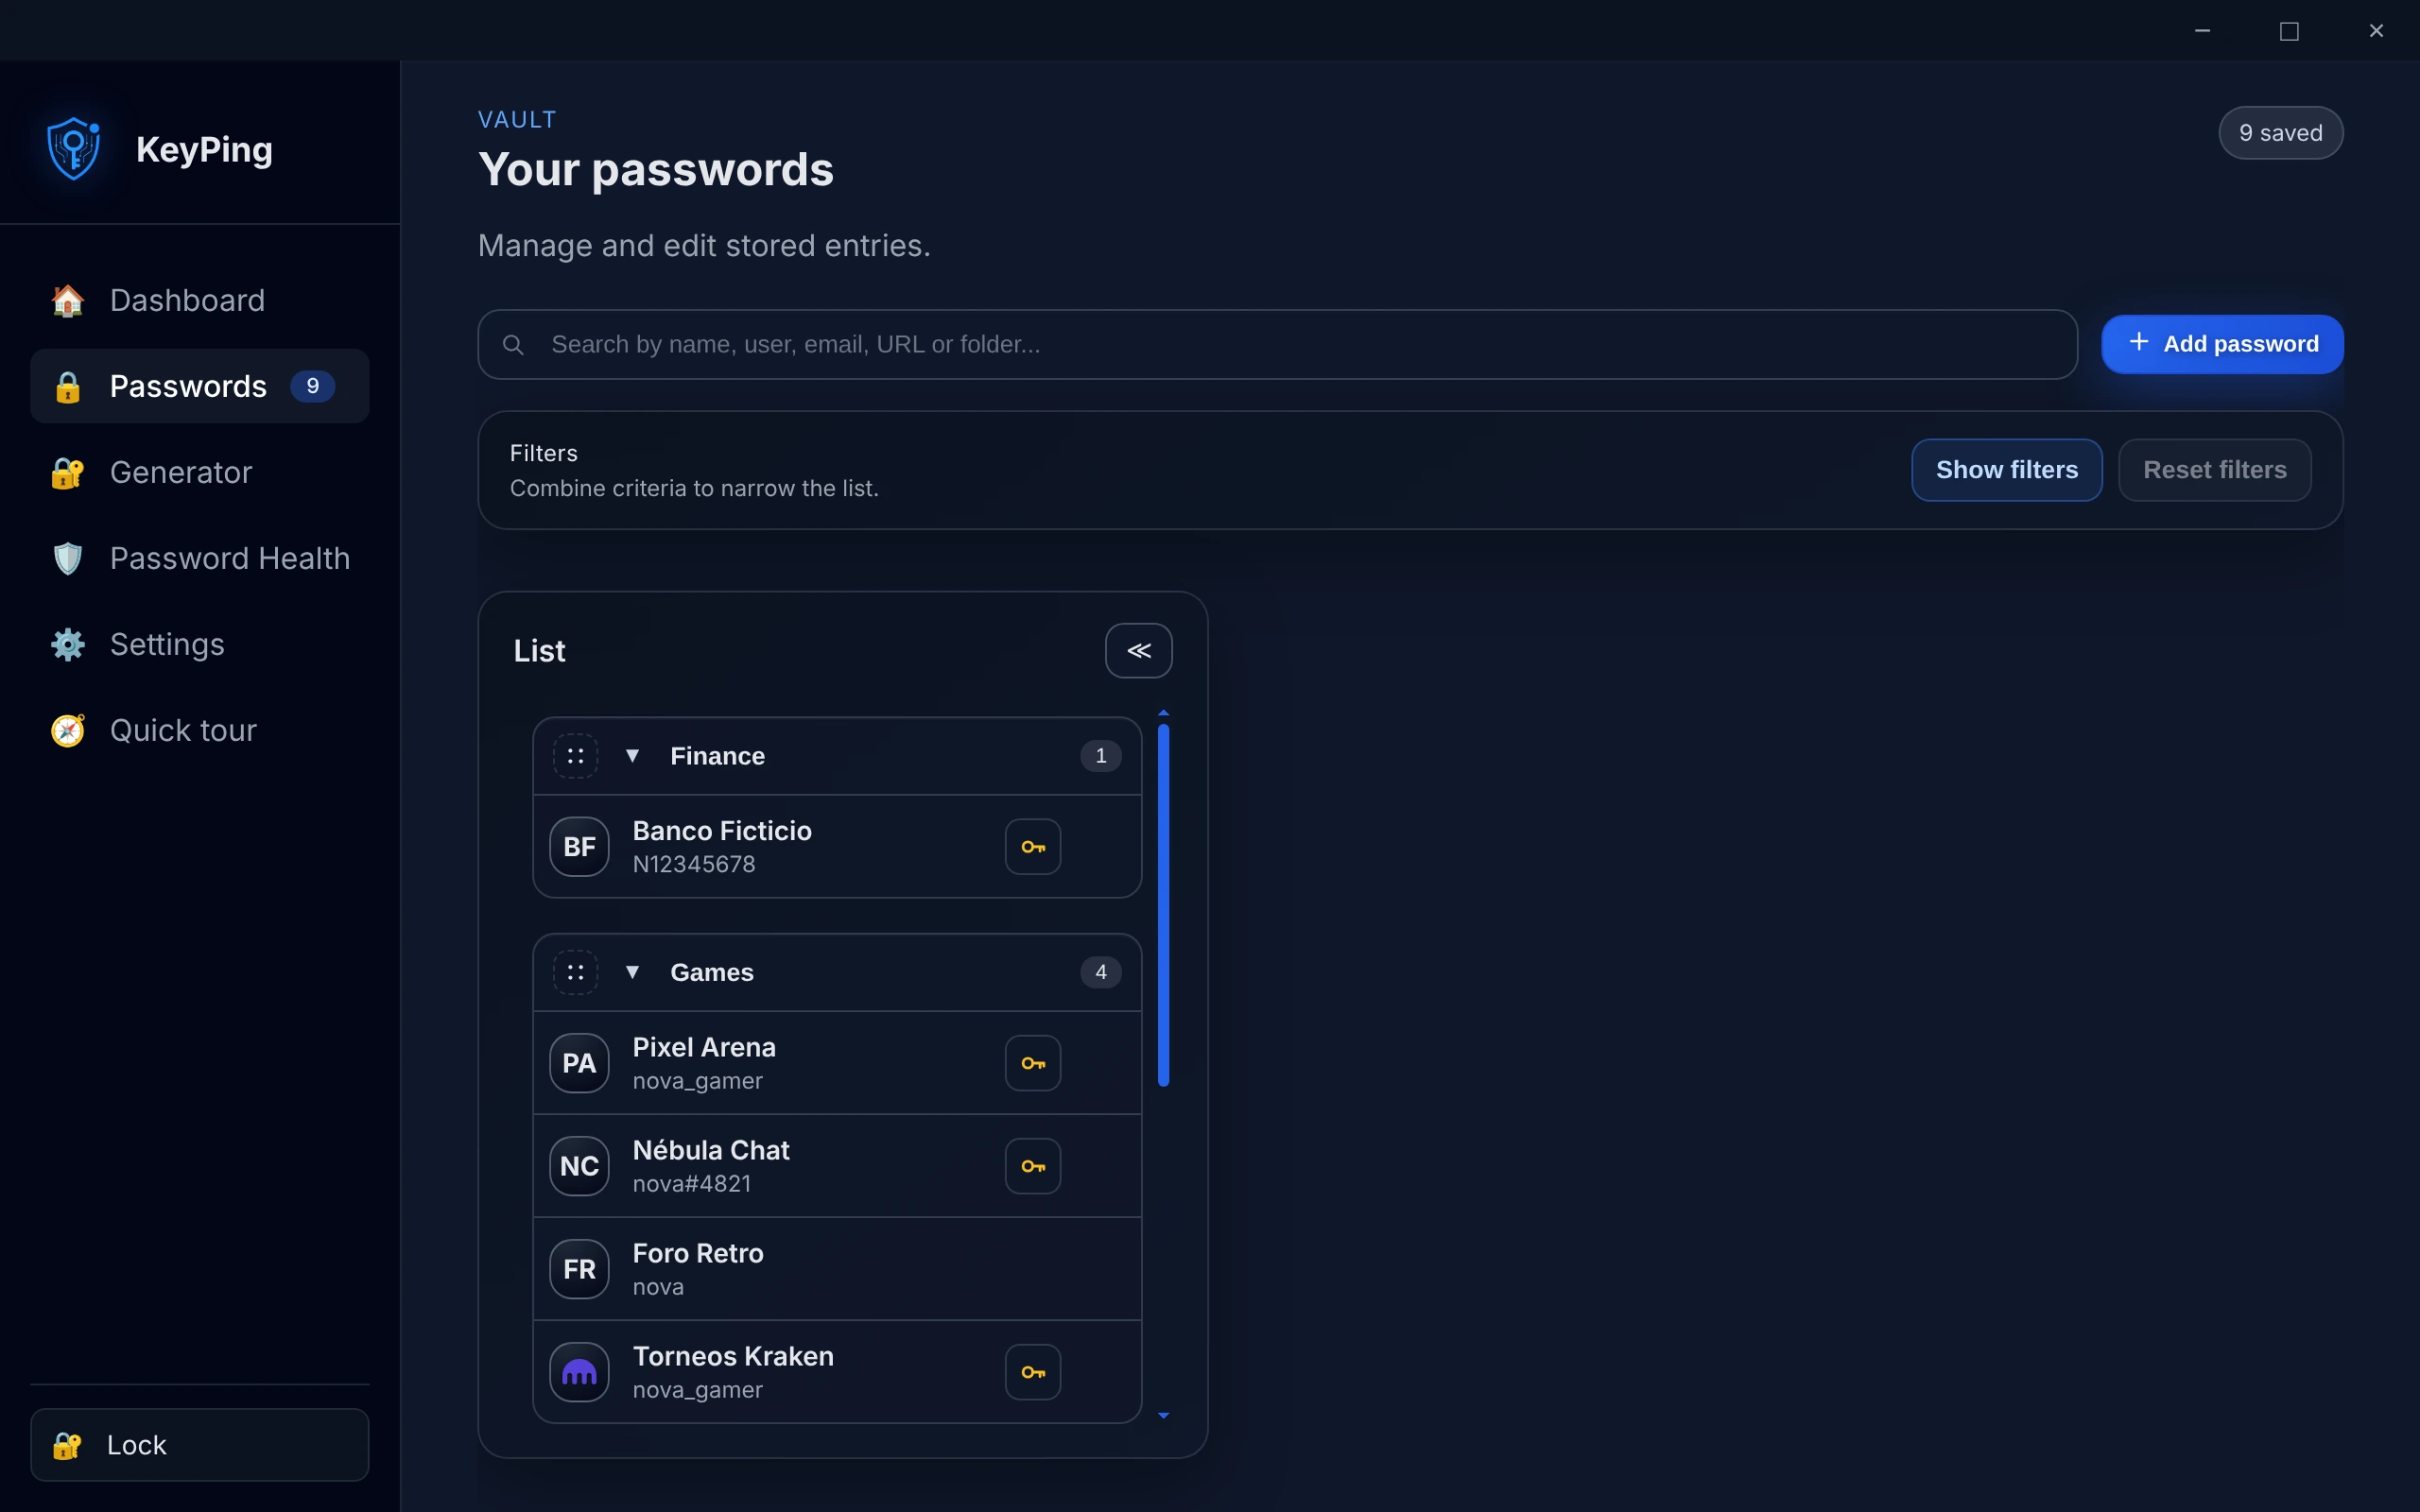 KeyPing
Dashboard
Passwords 9
Generator
Password Health
Settings
Quick tour
Lock
VAULT
Your passwords
9 saved
Manage and edit stored entries.
Search by name, user, email, URL or folder...
+ Add password
Filters
Combine criteria to narrow the list.
Show filters
Reset filters
List
Finance 1
BF
Banco Ficticio
N12345678
Games 4
PA
Pixel Arena
nova_gamer
NC
Nébula Chat
nova#4821
FR
Foro Retro
nova
Torneos Kraken
nova_gamer